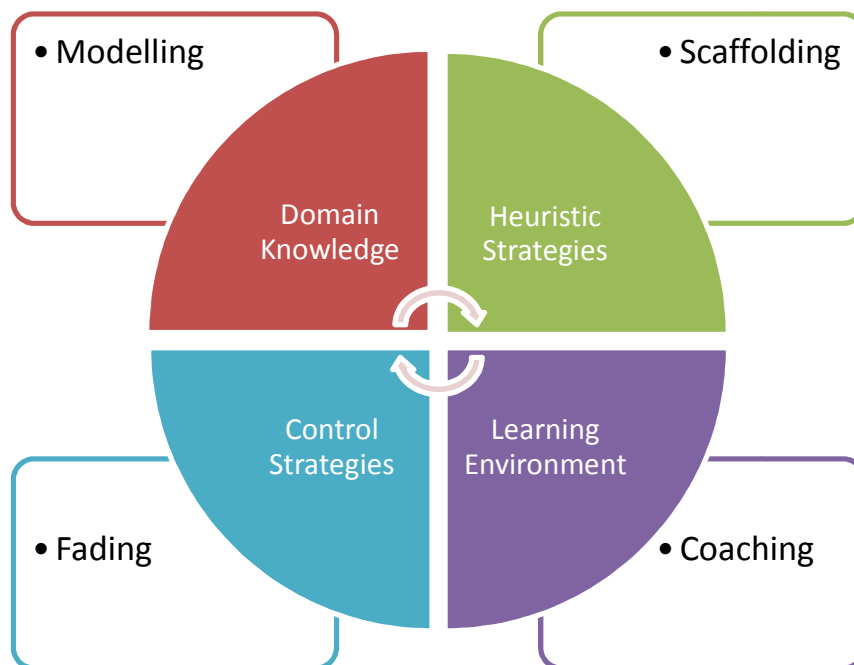 • Modelling
• Scaffolding
Domain
Knowledge
Heuristic
Strategies
Control
Strategies
Learning
Environment
• Fading
• Coaching